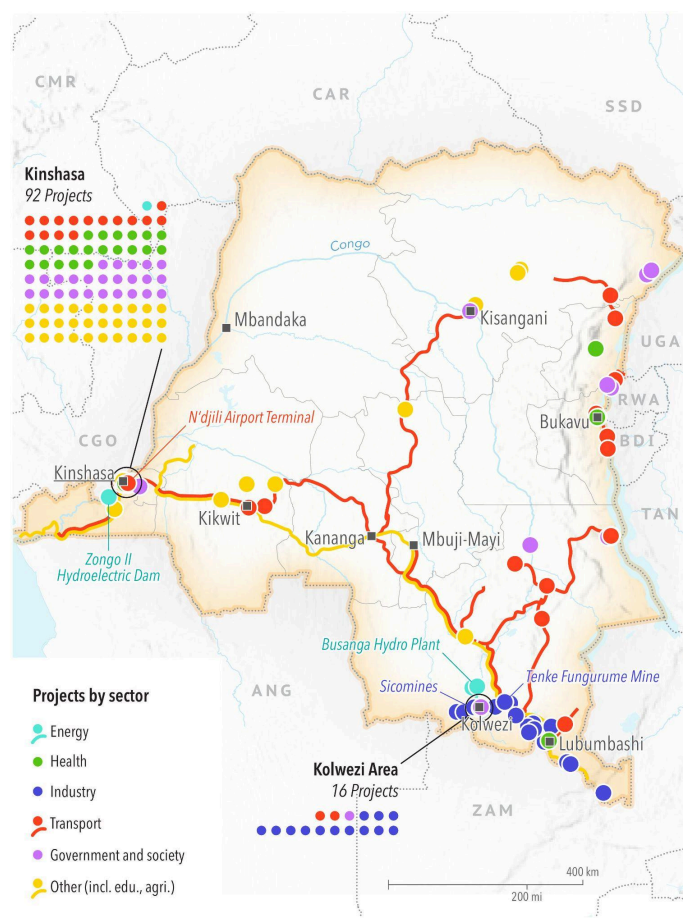 CMR
CAR
SSD
Kinshasa
92 Projects
Congo
Mbandaka
Kisangani
UGA
RWA
Bukavu
BDI
CGO
N'djili Airport Terminal
Kinshasa
TAN
Kikwit
Kananga
Mbuji-Mayi
Zongo II
Hydroelectric Dam
Busanga Hydro Plant
Tenke Fungurume Mine
Sicomines
ANG
Kolwezi
Lubumbashi
Projects by sector
Energy
Health
Industry
Transport
Government and society
Other (incl. edu., agri.)
Kolwezi Area
16 Projects
ZAM
400 km
200 mi